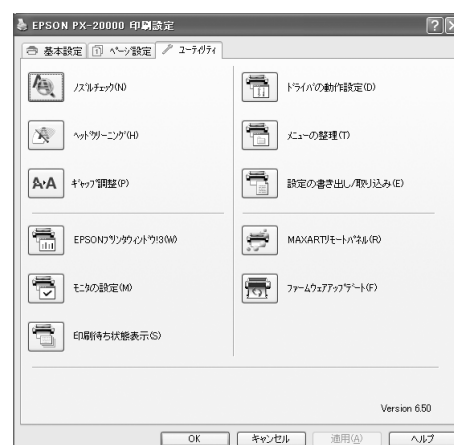 EPSON PX-20000 印刷設定
基本設定 ページ設定 ユーティリティ
ノズルチェック(N)
ヘッドクリーニング(H)
ギャップ調整(P)
EPSONプリンタウィンドウ!3(W)
モニタの設定(M)
印刷待ち状態表示(S)
ドライバの動作設定(D)
メニューの整理(T)
設定の書き出し/取り込み(E)
MAXARTリモートパネル(R)
ファームウェアアップデート(F)
Version 6.50
OK キャンセル 適用(A) ヘルプ